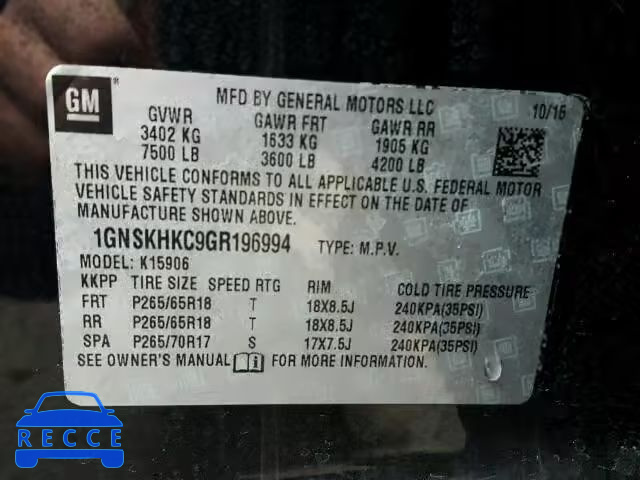 GM
MFD BY GENERAL MOTORS LLC
10/15
GVWR GAWR FRT GAWR RR
3402 KG 1633 KG 1905 KG
7500 LB 3600 LB 4200 LB
THIS VEHICLE CONFORMS TO ALL APPLICABLE U.S. FEDERAL MOTOR
VEHICLE SAFETY STANDARDS IN EFFECT ON THE DATE OF
MANUFACTURE SHOWN ABOVE.
1GNSKHKC9GR196994 TYPE: M.P.V.
MODEL: K15906
KKPP TIRE SIZE SPEED RTG RIM COLD TIRE PRESSURE
FRT P265/65R18 T 18X8.5J 240KPA(35PSI)
RR P265/65R18 T 18X8.5J 240KPA(35PSI)
SPA P265/70R17 S 17X7.5J 240KPA(35PSI)
SEE OWNER'S MANUAL FOR MORE INFORMATION.
RECCE